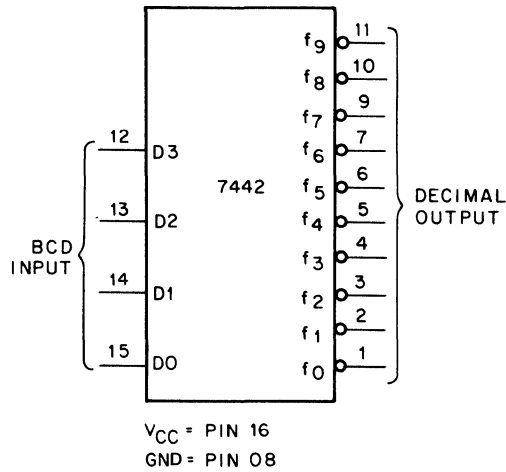 f9 11
f8 10
f7 9
12 D3 f6 7
7442 f5 6
DECIMAL OUTPUT
13 D2 f4 5
BCD INPUT
f3 4
14 D1 f2 3
f1 2
15 D0 f0 1
VCC = PIN 16
GND = PIN 08